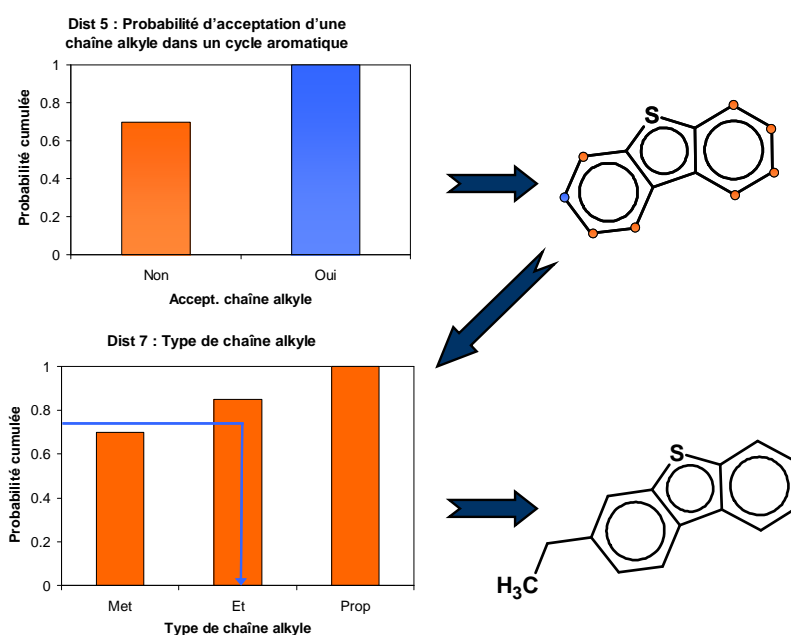 Dist 5 : Probabilité d'acceptation d'une
chaîne alkyle dans un cycle aromatique
Probabilité cumulée
1
0.8
0.6
0.4
0.2
0
Non
Oui
Accept. chaîne alkyle
S
Dist 7 : Type de chaîne alkyle
Probabilité cumulée
1
0.8
0.6
0.4
0.2
0
Met
Et
Prop
Type de chaîne alkyle
S
H₃C